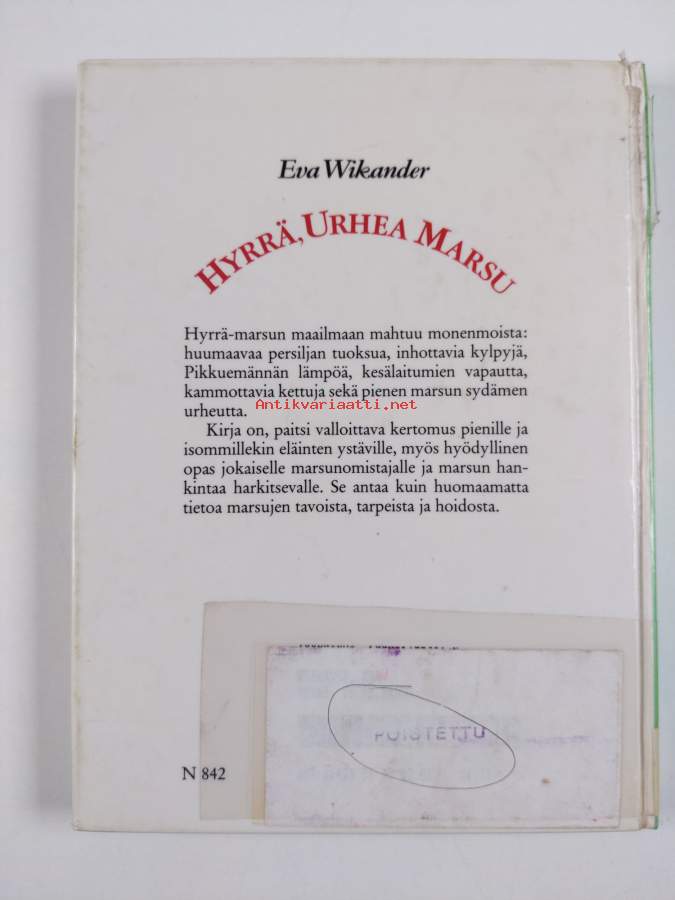 Eva Wikander
HYRRÄ, URHEA MARSU
Hyrrä-marsun maailmaan mahtuu monenmoista:
huumaavaa persiljan tuoksua, inhottavia kylpyjä,
Pikkuemännän lämpöä, kesälaitumien vapautta,
kammottavia kettuja sekä pienen marsun sydämen
urheutta.
Antikvariaatti.net
Kirja on, paitsi valloittava kertomus pienille ja
isommillekin eläinten ystäville, myös hyödyllinen
opas jokaiselle marsunomistajalle ja marsun han-
kintaa harkitsevalle. Se antaa kuin huomaamatta
tietoa marsujen tavoista, tarpeista ja hoidosta.
POISTETTU
N 842